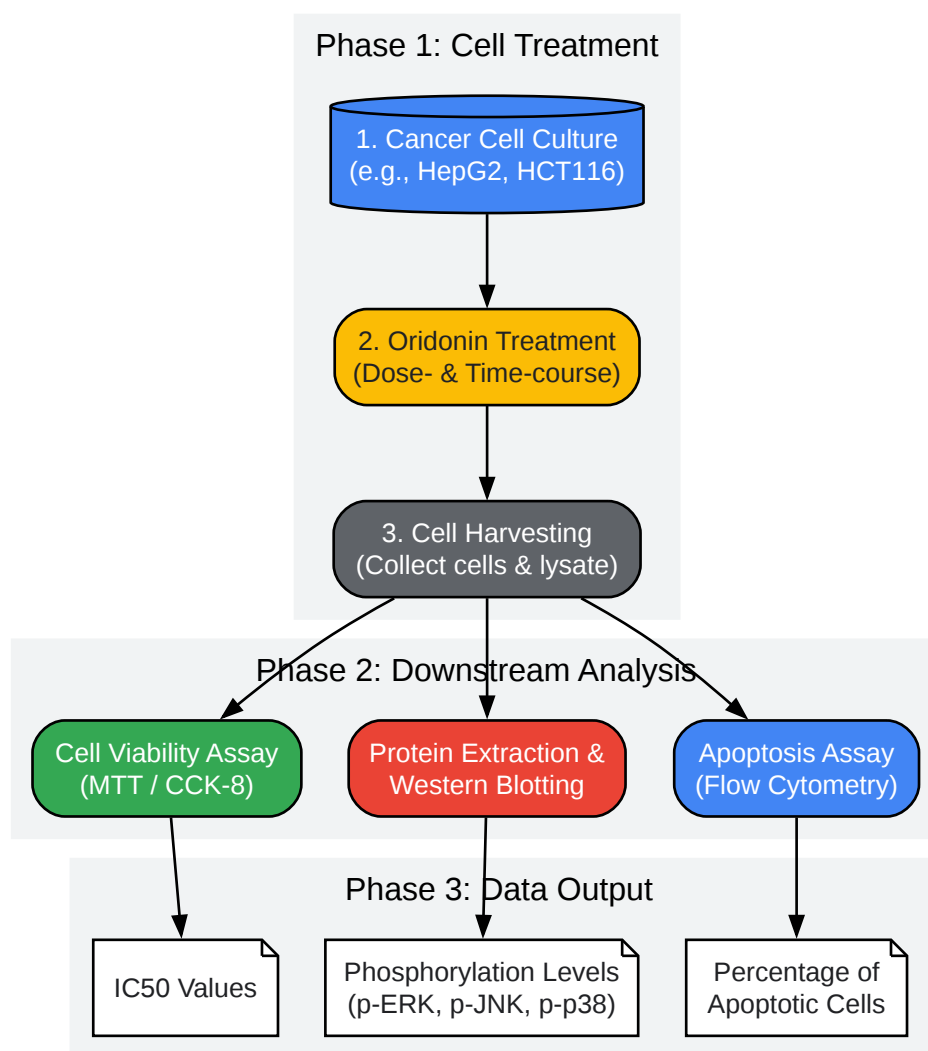 Phase 1: Cell Treatment
1. Cancer Cell Culture
(e.g., HepG2, HCT116)
2. Oridonin Treatment
(Dose- & Time-course)
3. Cell Harvesting
(Collect cells & lysate)
Phase 2: Downstream Analysis
Cell Viability Assay
(MTT / CCK-8)
Protein Extraction &
Western Blotting
Apoptosis Assay
(Flow Cytometry)
Phase 3: Data Output
IC50 Values
Phosphorylation Levels
(p-ERK, p-JNK, p-p38)
Percentage of
Apoptotic Cells